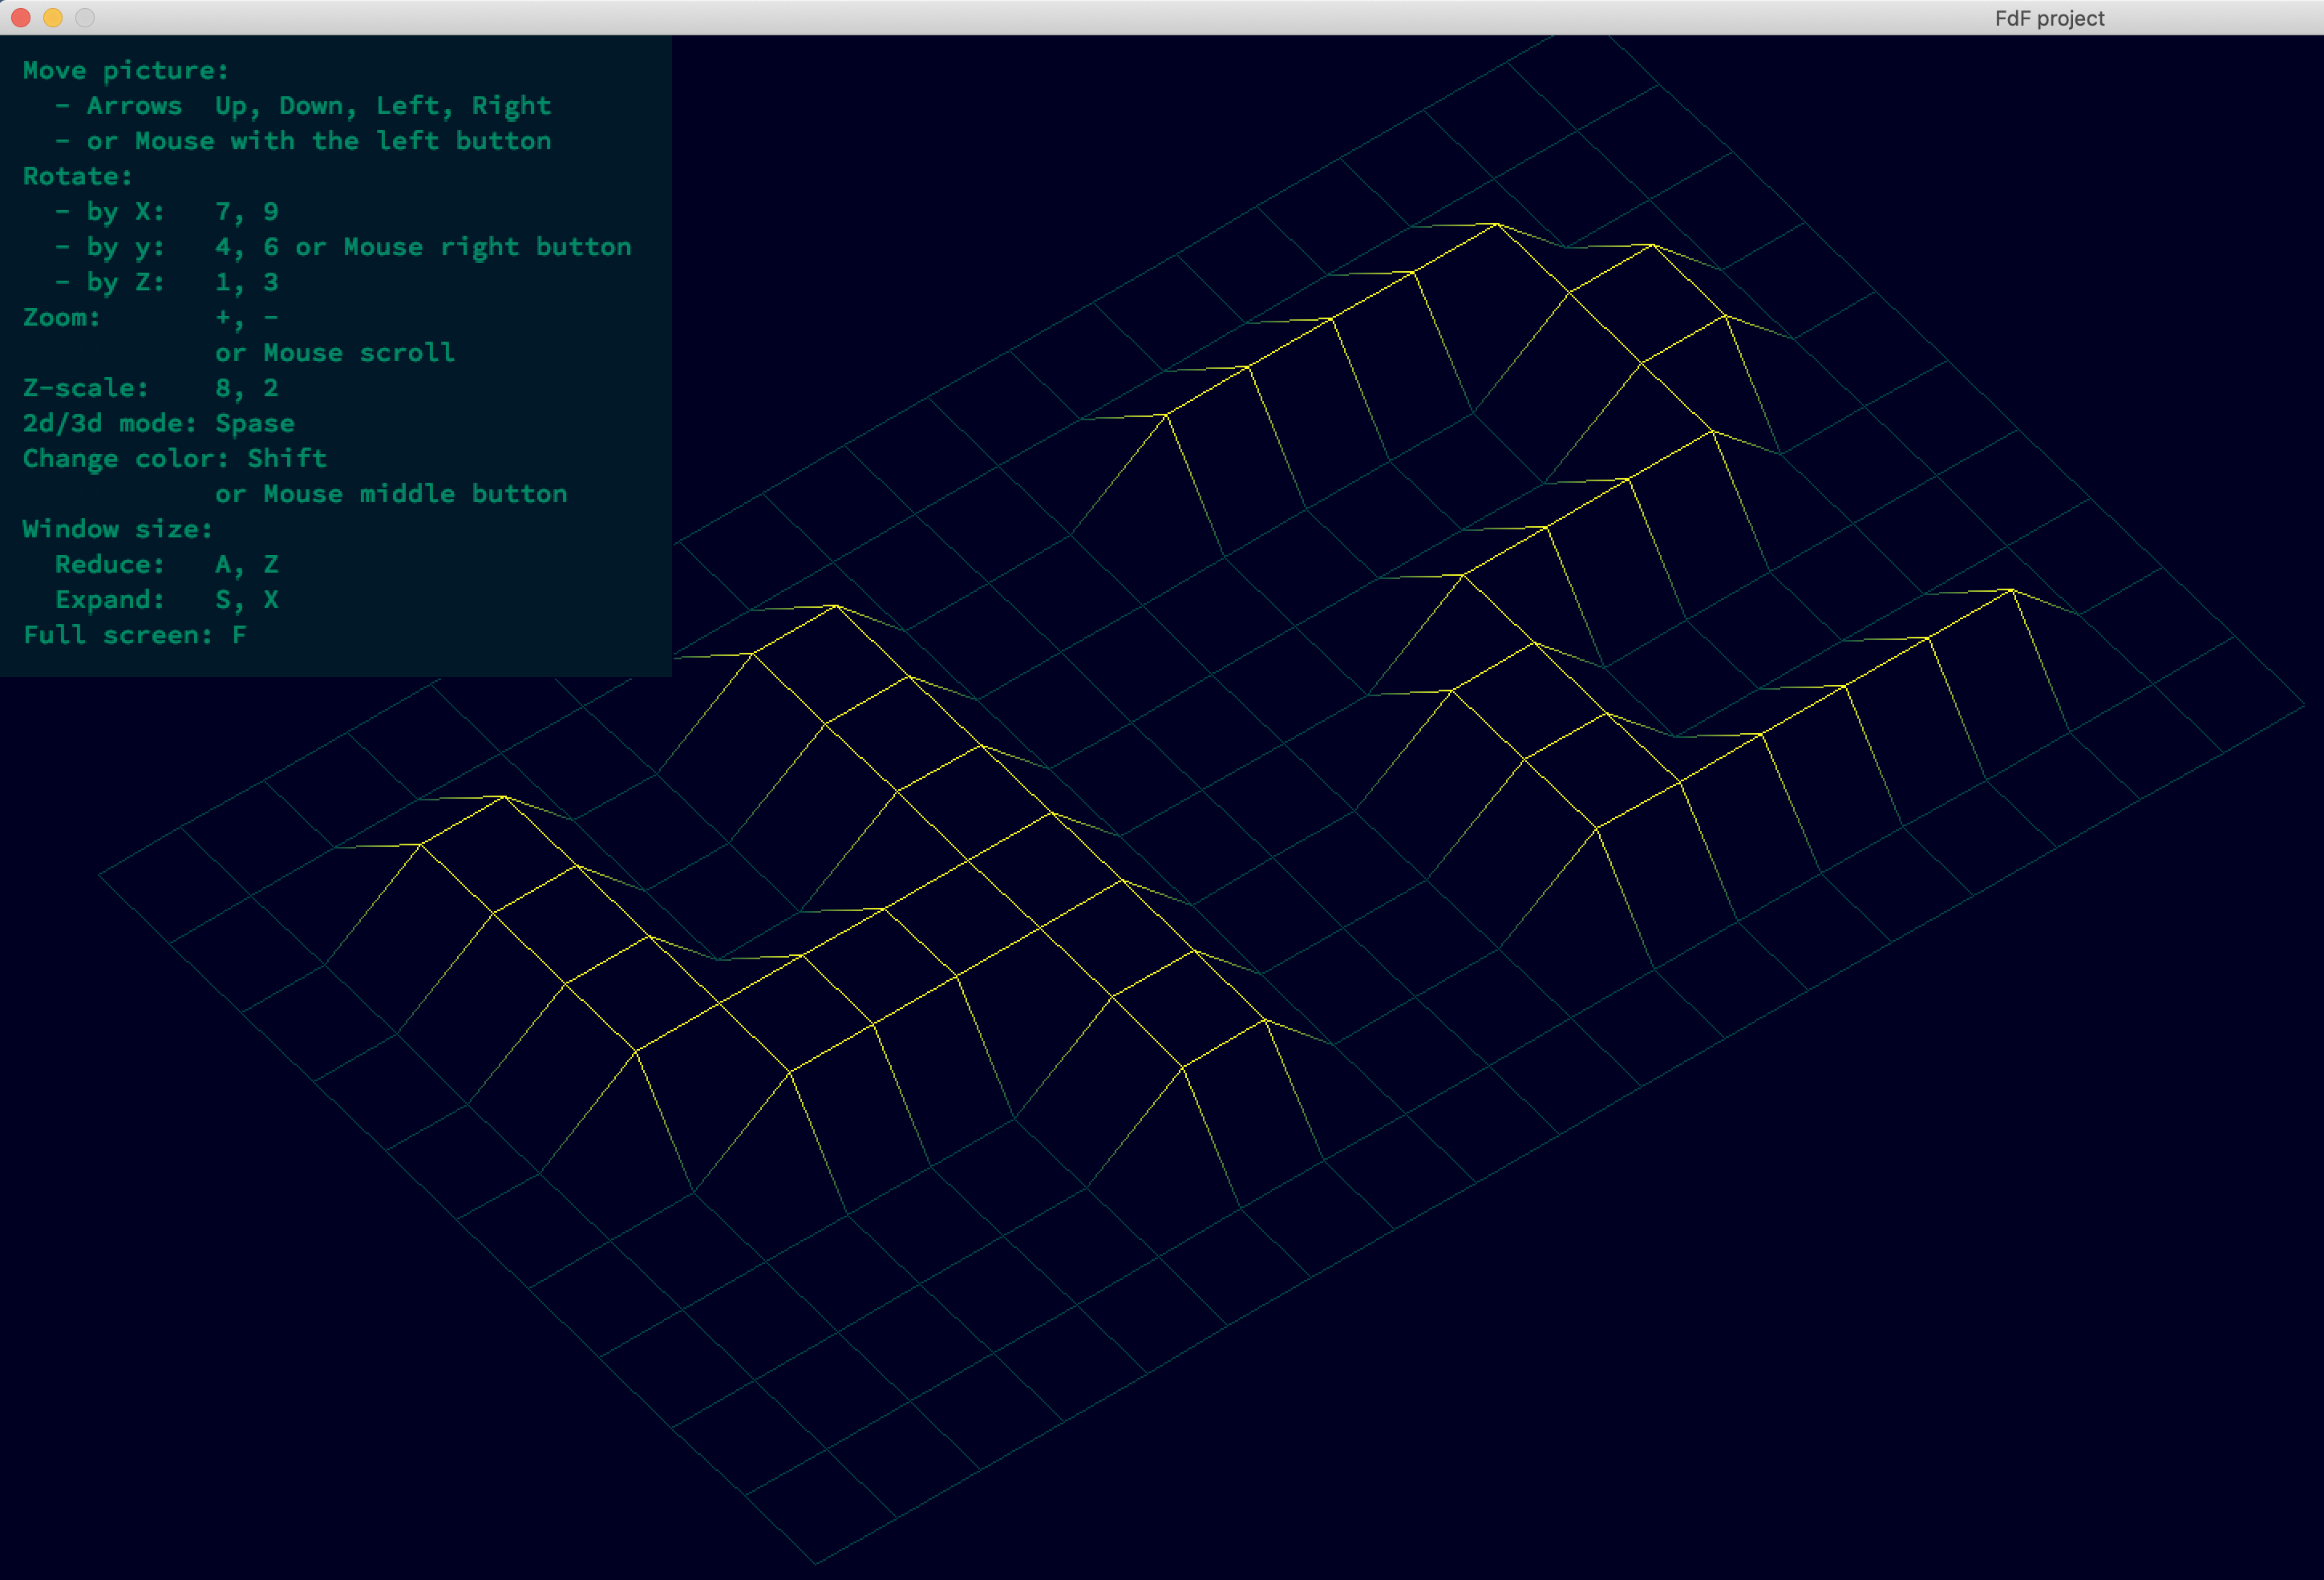 FdF project
Move picture:
- Arrows Up, Down, Left, Right
- or Mouse with the left button
Rotate:
- by X: 7, 9
- by y: 4, 6 or Mouse right button
- by Z: 1, 3
Zoom: +, -
or Mouse scroll
Z-scale: 8, 2
2d/3d mode: Spase
Change color: Shift
or Mouse middle button
Window size:
Reduce: A, Z
Expand: S, X
Full screen: F